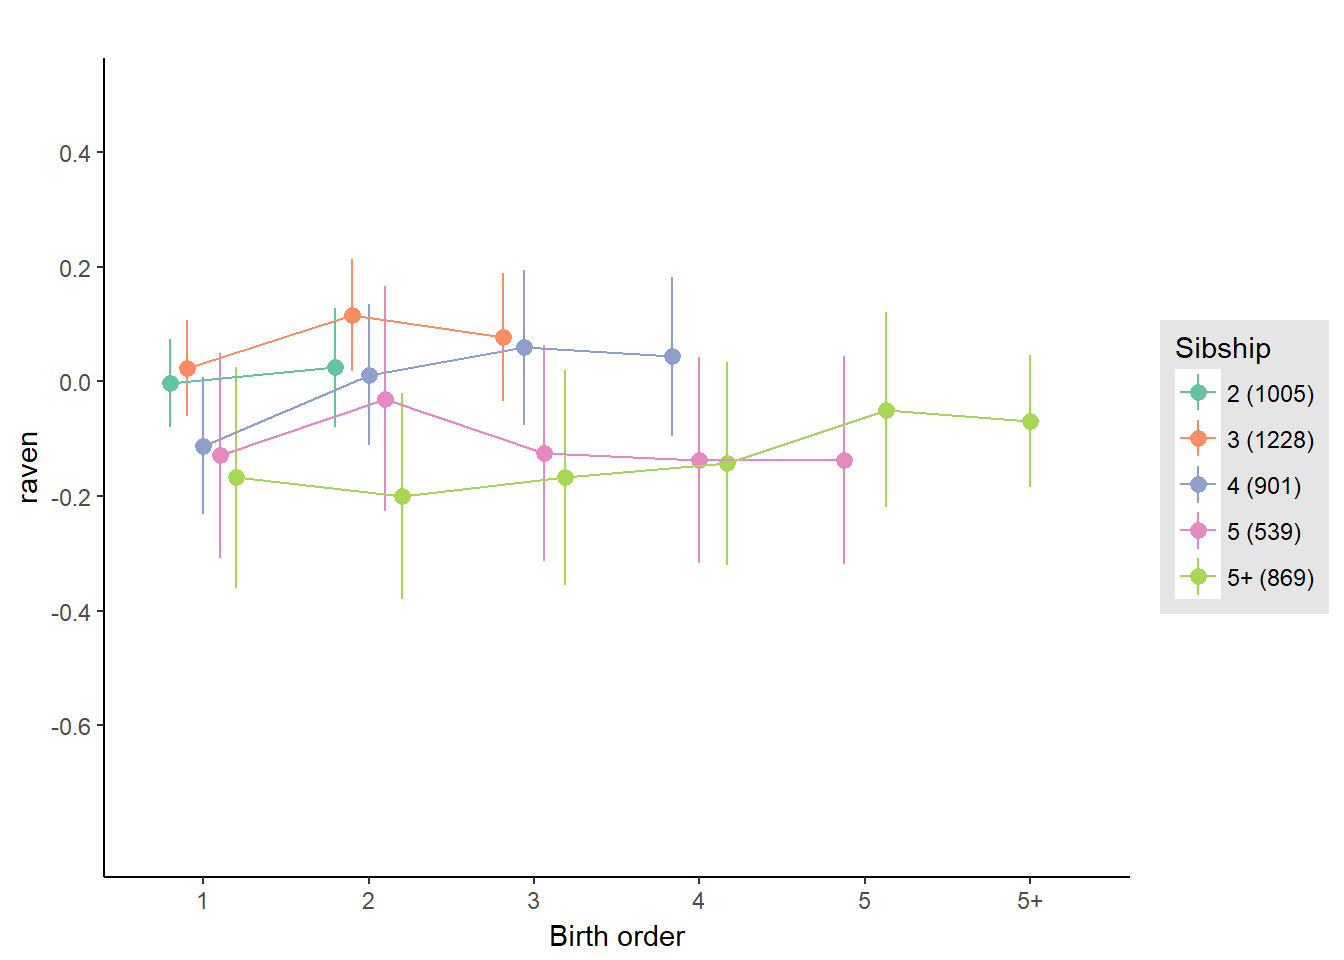 0.4
0.2
0.0
-0.2
-0.4
-0.6
raven
1 2 3 4 5 5+
Birth order
Sibship
2 (1005)
3 (1228)
4 (901)
5 (539)
5+ (869)